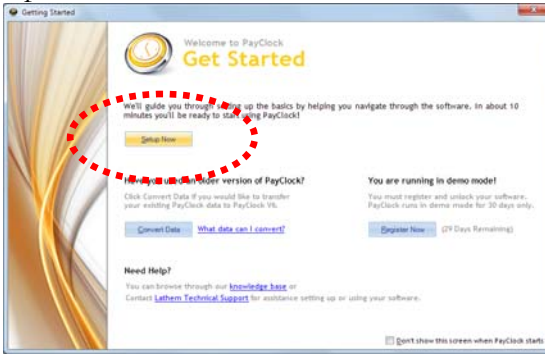 Getting Started
Welcome to PayClock
Get Started
We'll guide you through setting up the basics by helping you navigate through the software. In about 10
minutes you'll be ready to start using PayClock!
Setup Now
Have you used an older version of PayClock?
Click Convert Data if you would like to transfer
your existing PayClock data to PayClock V6.
Convert Data What data can I convert?
You are running in demo mode!
You must register and unlock your software.
PayClock runs in demo mode for 30 days only.
Register Now (29 Days Remaining)
Need Help?
You can browse through our knowledge base or
Contact Lathem Technical Support for assistance setting up or using your software.
Don't show this screen when PayClock starts